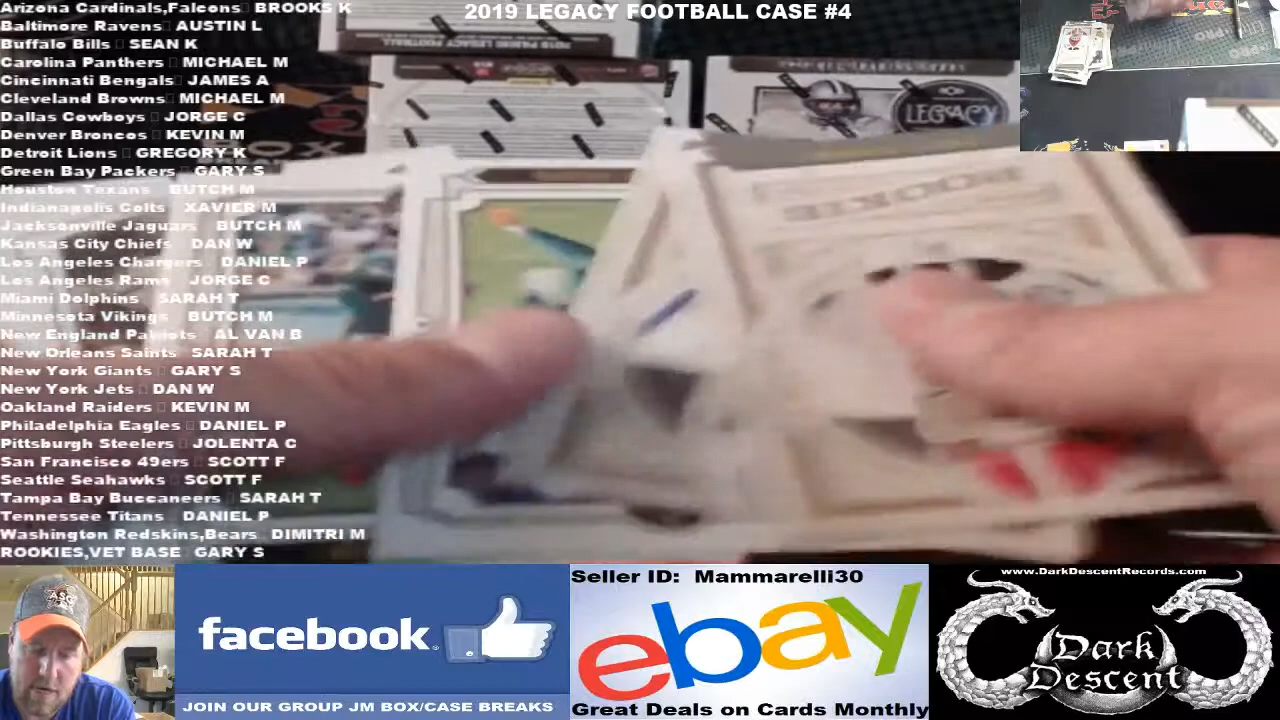 2019 LEGACY FOOTBALL CASE #4
Arizona Cardinals,Falcons BROOKS K
Baltimore Ravens AUSTIN L
Buffalo Bills SEAN K
Carolina Panthers MICHAEL M
Cincinnati Bengals JAMES A
Cleveland Browns MICHAEL M
Dallas Cowboys JORGE C
Denver Broncos KEVIN M
Detroit Lions GREGORY K
Green Bay Packers GARY S
Houston Texans BUTCH M
Indianapolis Colts XAVIER M
Jacksonville Jaguars BUTCH M
Kansas City Chiefs DAN W
Los Angeles Chargers DANIEL P
Los Angeles Rams JORGE C
Miami Dolphins SARAH T
Minnesota Vikings BUTCH M
New England Patriots AL VAN B
New Orleans Saints SARAH T
New York Giants GARY S
New York Jets DAN W
Oakland Raiders KEVIN M
Philadelphia Eagles DANIEL P
Pittsburgh Steelers JOLENTA C
San Francisco 49ers SCOTT F
Seattle Seahawks SCOTT F
Tampa Bay Buccaneers SARAH T
Tennessee Titans DANIEL P
Washington Redskins,Bears DIMITRI M
ROOKIES,VET BASE GARY S
2019 PANINI LEGACY FOOTBALL
LEGACY
ROOKIE
facebook
JOIN OUR GROUP JM BOX/CASE BREAKS
Seller ID: Mammarelli30
ebay
Great Deals on Cards Monthly
www.DarkDescentRecords.com
Dark
Descent